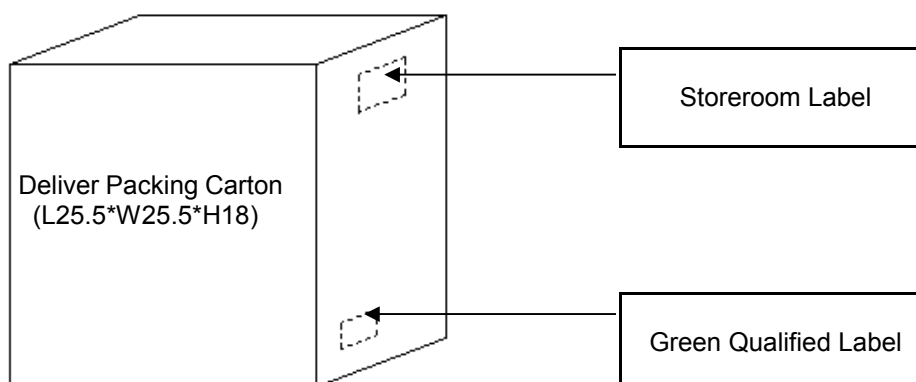 Storeroom Label
Deliver Packing Carton
(L25.5*W25.5*H18)
Green Qualified Label